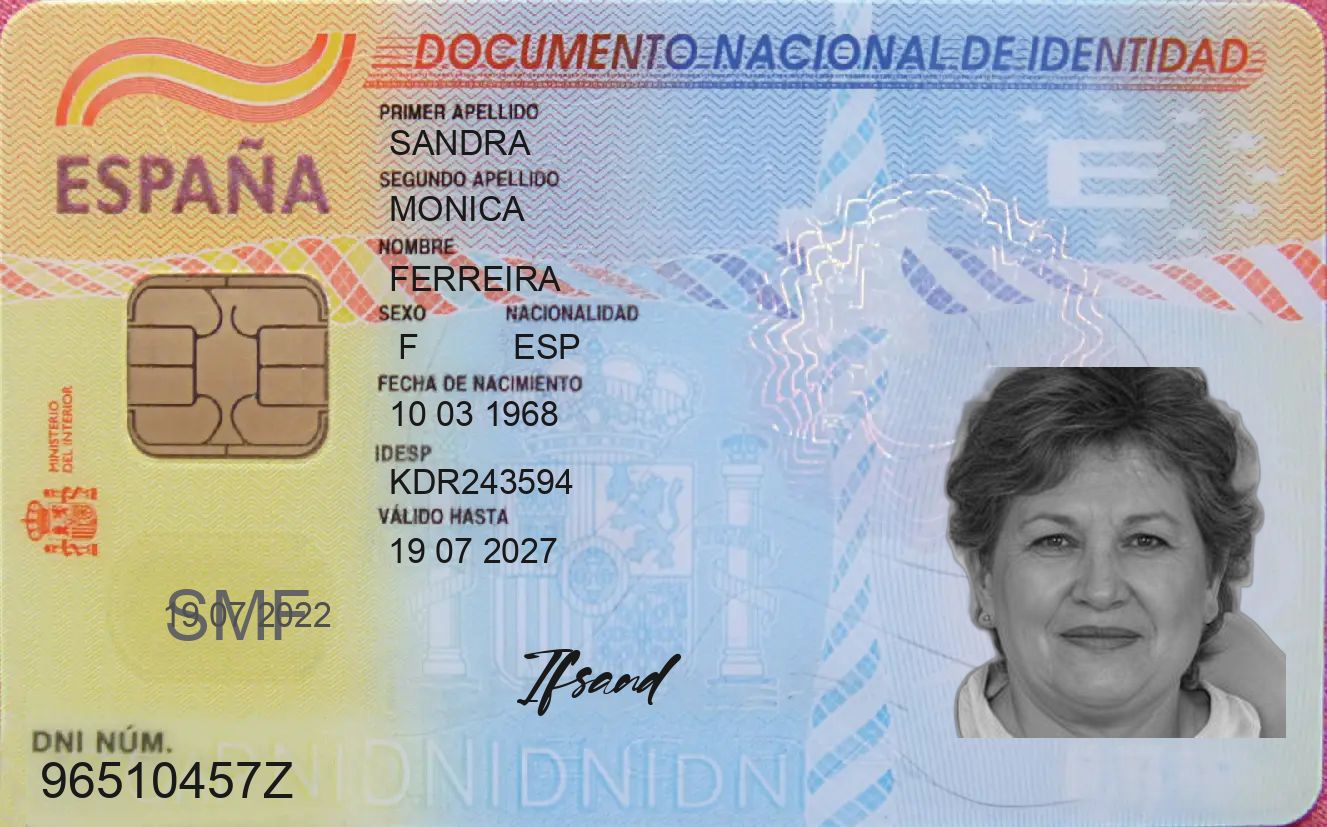 DOCUMENTO NACIONAL DE IDENTIDAD
ESPAÑA
PRIMER APELLIDO
SANDRA
SEGUNDO APELLIDO
MONICA
NOMBRE
FERREIRA
SEXO NACIONALIDAD
F ESP
FECHA DE NACIMIENTO
10 03 1968
IDESP
KDR243594
VÁLIDO HASTA
19 07 2027
MINISTERIO
DEL INTERIOR
E
SMF
19 07 2022
Ifsand
DNI NÚM.
96510457Z
DNIDNIDNIDNI